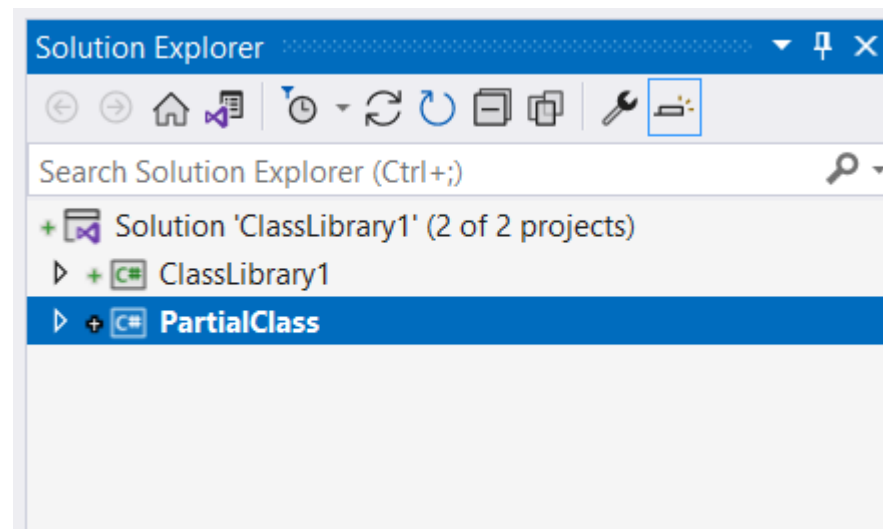 Solution Explorer
Search Solution Explorer (Ctrl+;)
Solution 'ClassLibrary1' (2 of 2 projects)
C# ClassLibrary1
C# PartialClass